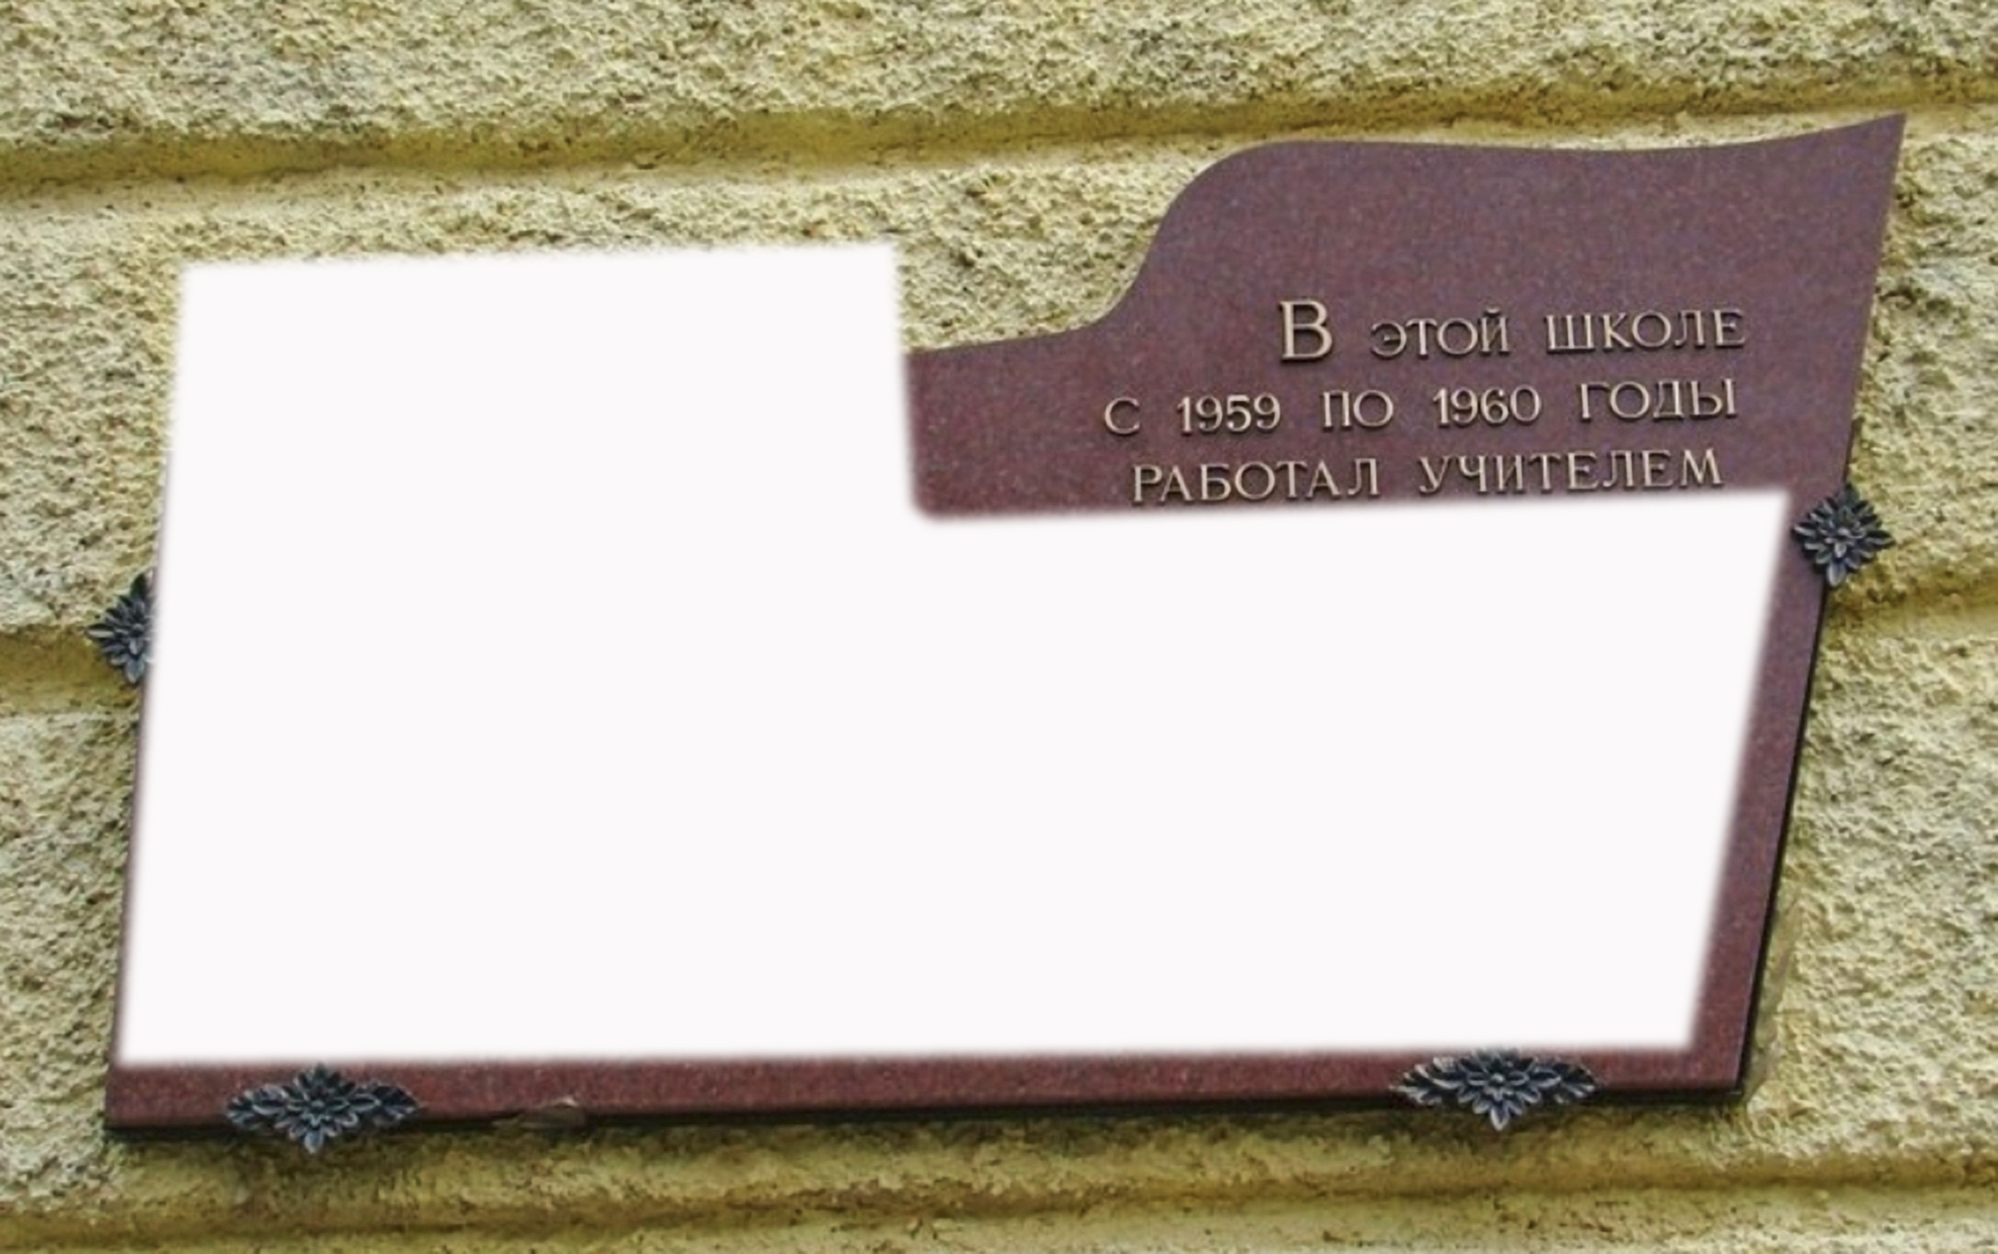 В этой школе
с 1959 по 1960 годы
работал учителем